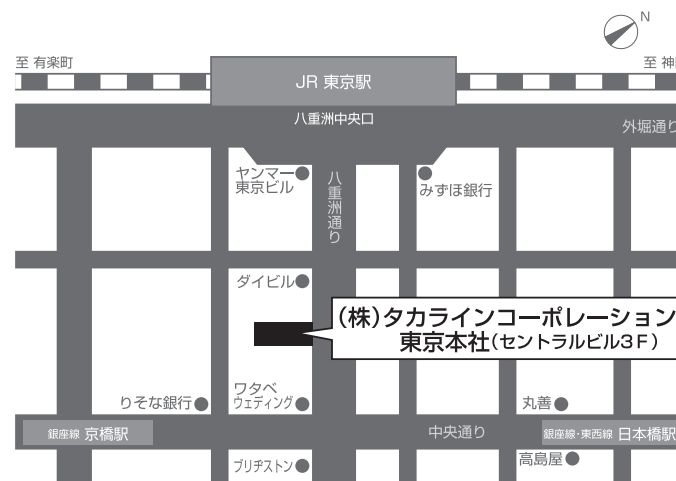 N
至 有楽町
至 神
JR 東京駅
八重洲中央口
外堀通り
ヤンマー
東京ビル
八重洲通り
みずほ銀行
ダイビル
(株)タカラインコーポレーション
東京本社(セントラルビル3F)
ワタベ
ウェディング
りそな銀行
丸善
銀座線 京橋駅
中央通り
銀座線・東西線 日本橋駅
高島屋
ブリヂストン